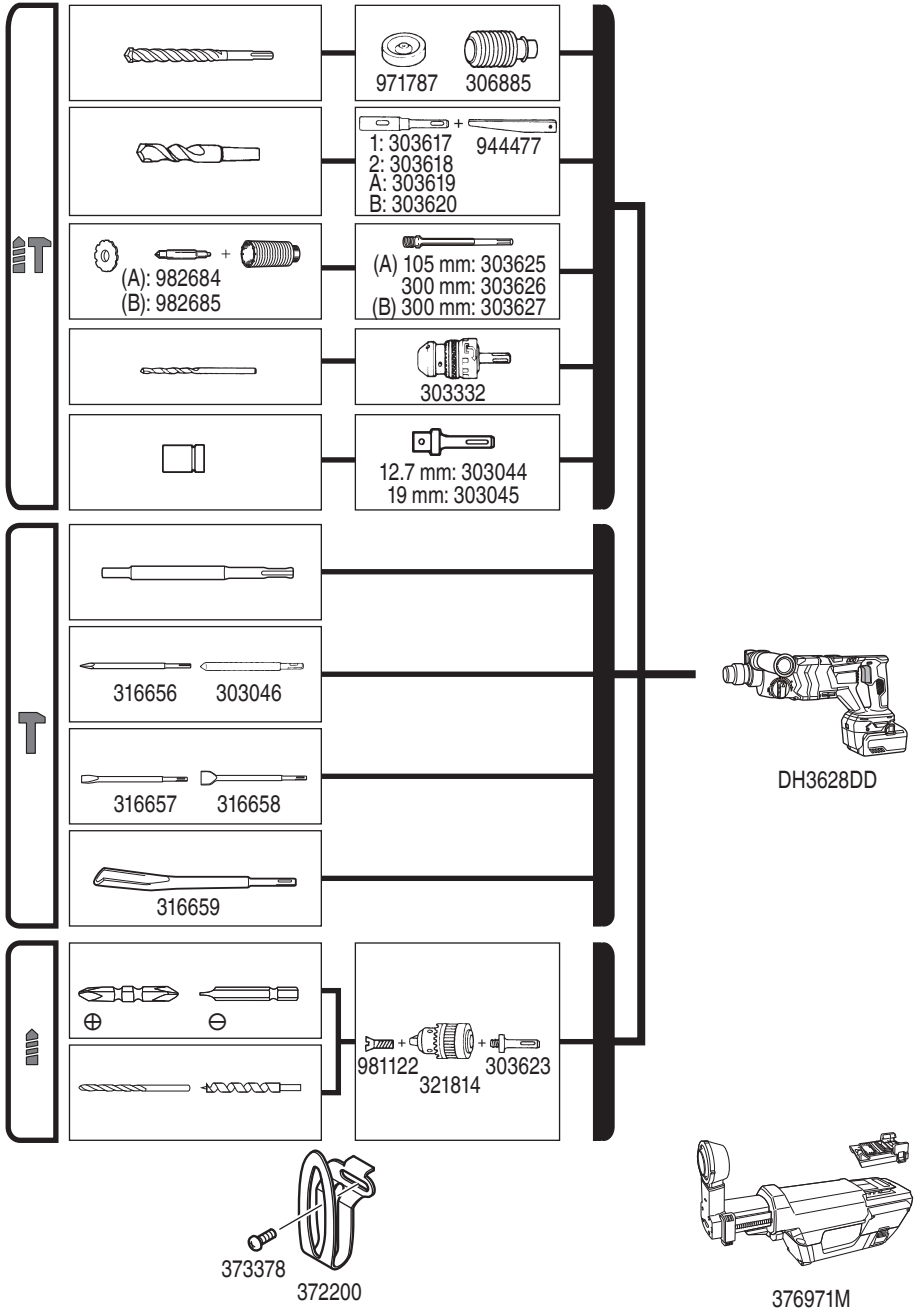 971787 306885
+
1: 303617 944477
2: 303618
A: 303619
B: 303620
+
(A): 982684
(B): 982685
(A) 105 mm: 303625
300 mm: 303626
(B) 300 mm: 303627
303332
12.7 mm: 303044
19 mm: 303045
316656 303046
316657 316658
316659
DH3628DD
+ +
981122 321814 303623
373378
372200
376971M